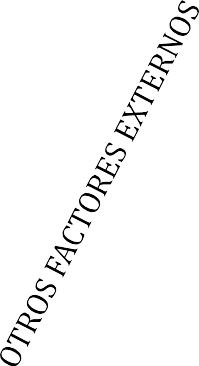 OTROS FACTORES EXTERNOS